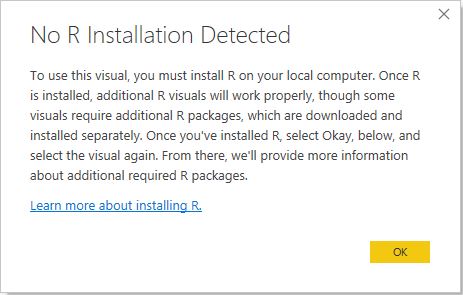 No R Installation Detected
To use this visual, you must install R on your local computer. Once R
is installed, additional R visuals will work properly, though some
visuals require additional R packages, which are downloaded and
installed separately. Once you've installed R, select Okay, below, and
select the visual again. From there, we'll provide more information
about additional required R packages.
Learn more about installing R.
OK